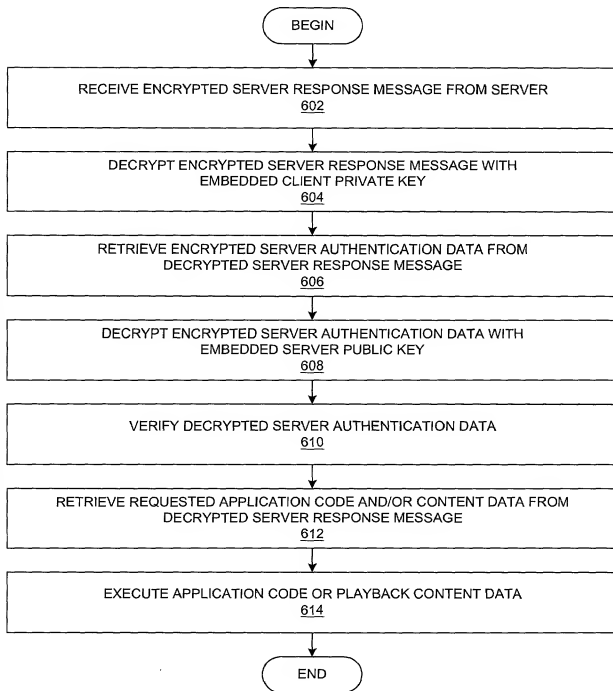 BEGIN
RECEIVE ENCRYPTED SERVER RESPONSE MESSAGE FROM SERVER
602
DECRYPT ENCRYPTED SERVER RESPONSE MESSAGE WITH
EMBEDDED CLIENT PRIVATE KEY
604
RETRIEVE ENCRYPTED SERVER AUTHENTICATION DATA FROM
DECRYPTED SERVER RESPONSE MESSAGE
606
DECRYPT ENCRYPTED SERVER AUTHENTICATION DATA WITH
EMBEDDED SERVER PUBLIC KEY
608
VERIFY DECRYPTED SERVER AUTHENTICATION DATA
610
RETRIEVE REQUESTED APPLICATION CODE AND/OR CONTENT DATA FROM
DECRYPTED SERVER RESPONSE MESSAGE
612
EXECUTE APPLICATION CODE OR PLAYBACK CONTENT DATA
614
END